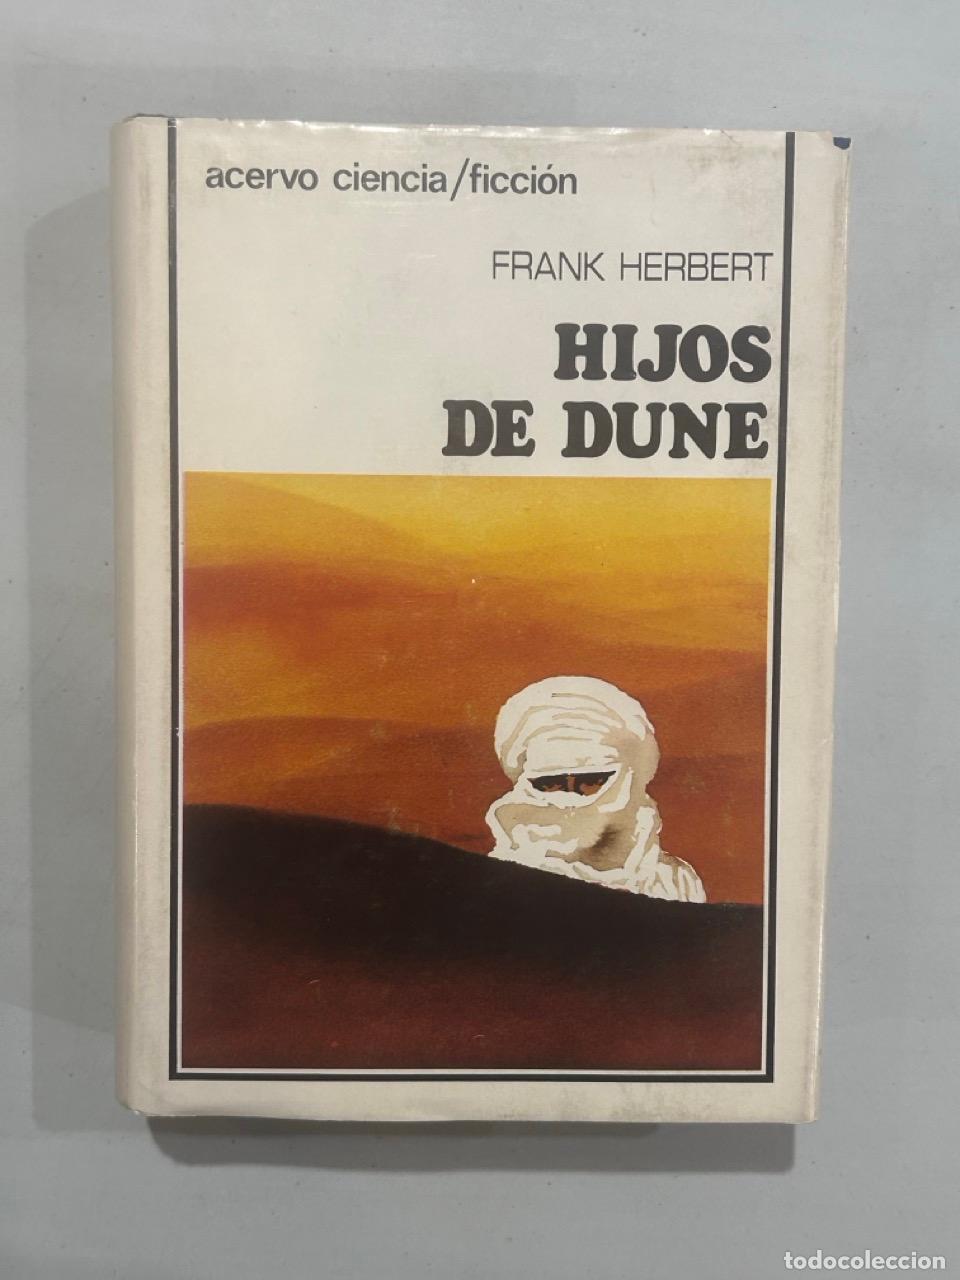 acervo ciencia/ficción
FRANK HERBERT
HIJOS
DE DUNE
todocoleccion